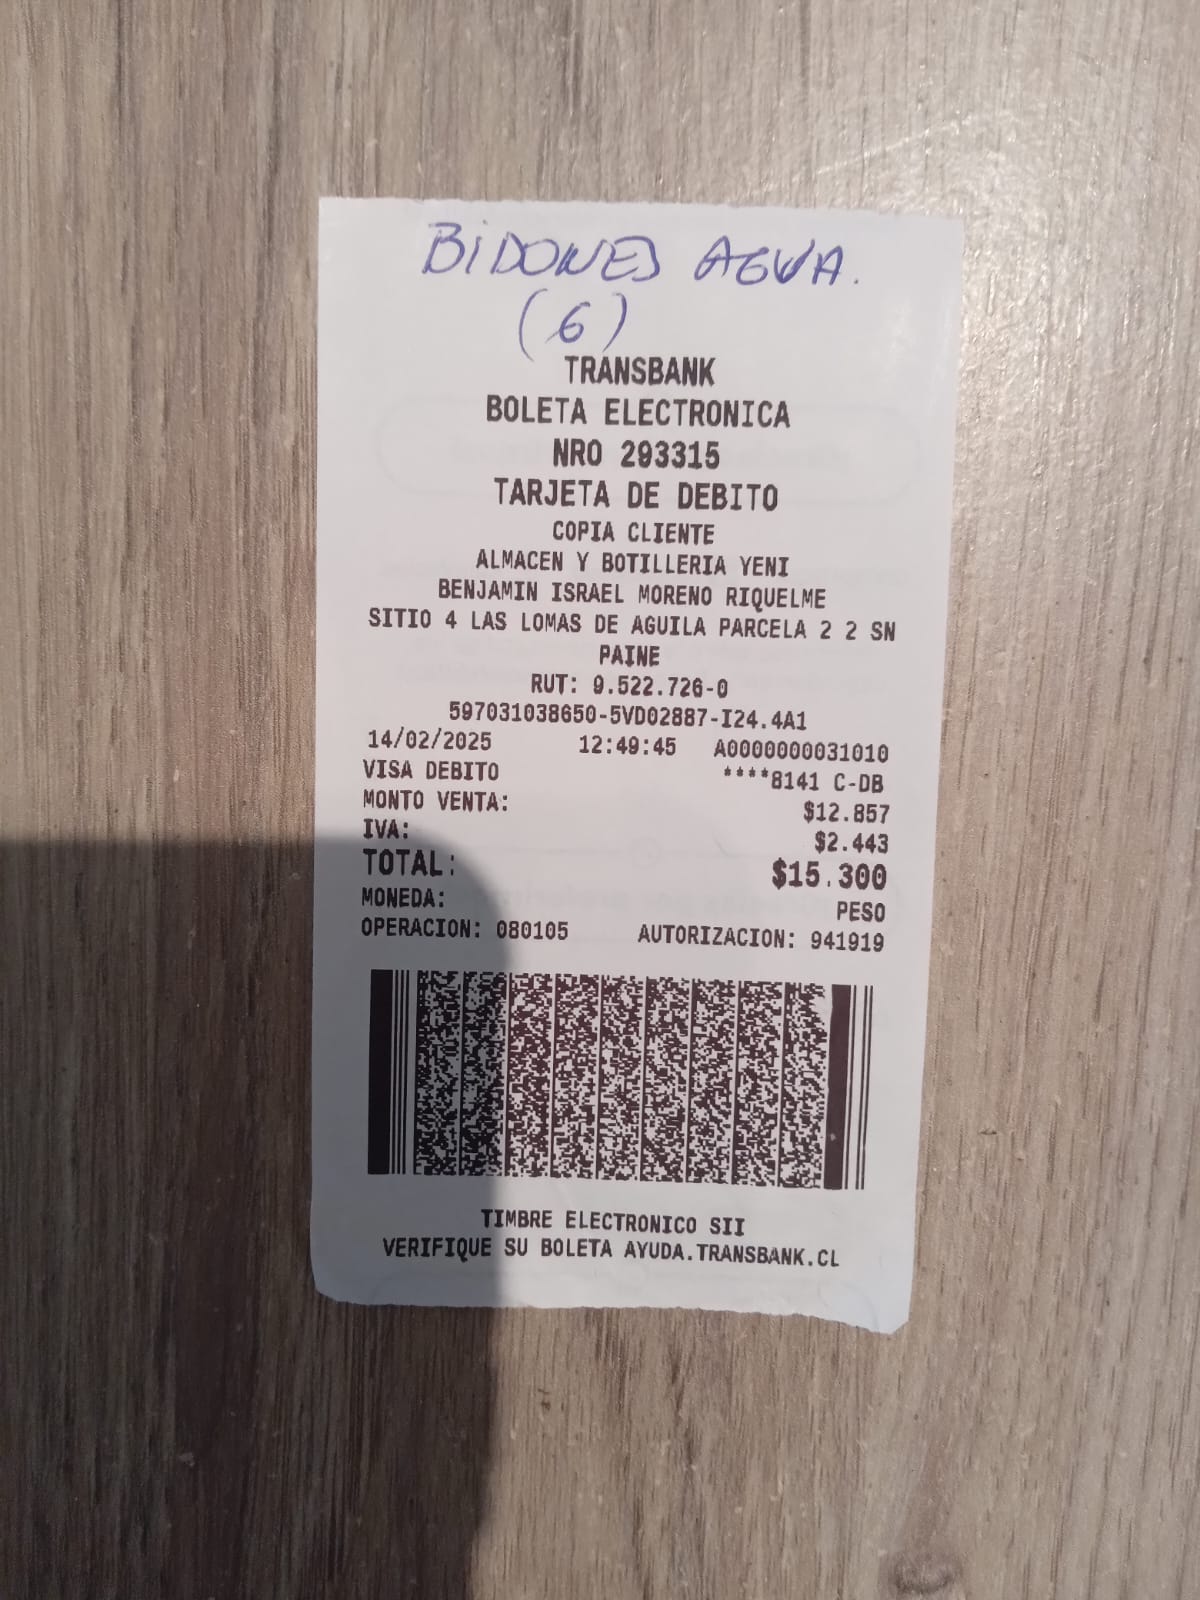 BIDONES AGUA.
(6)
TRANSBANK
BOLETA ELECTRONICA
NRO 293315
TARJETA DE DEBITO
COPIA CLIENTE
ALMACEN Y BOTILLERIA YENI
BENJAMIN ISRAEL MORENO RIQUELME
SITIO 4 LAS LOMAS DE AGUILA PARCELA 2 2 SN
PAINE
RUT: 9.522.726-0
597031038650-5VD02887-I24.4A1
14/02/2025 12:49:45 A0000000031010
VISA DEBITO ****8141 C-DB
MONTO VENTA: $12.857
IVA: $2.443
TOTAL: $15.300
MONEDA: PESO
OPERACION: 080105 AUTORIZACION: 941919
TIMBRE ELECTRONICO SII
VERIFIQUE SU BOLETA AYUDA.TRANSBANK.CL